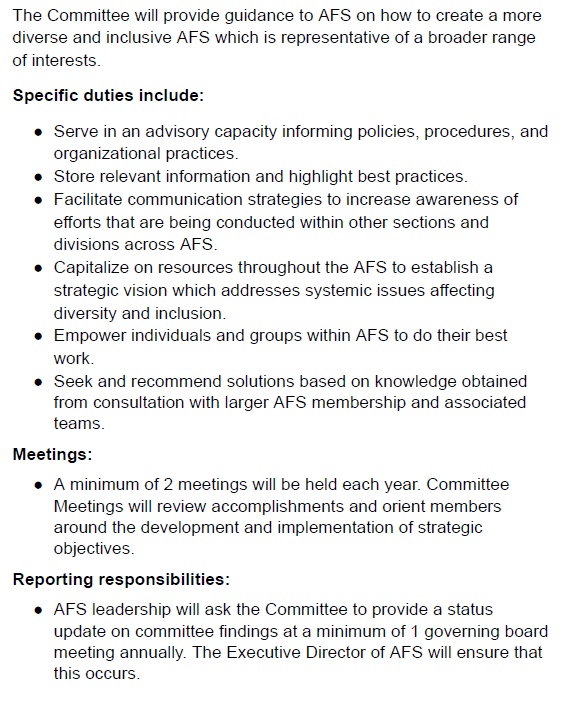 The Committee will provide guidance to AFS on how to create a more
diverse and inclusive AFS which is representative of a broader range
of interests.
Specific duties include:
● Serve in an advisory capacity informing policies, procedures, and
organizational practices.
● Store relevant information and highlight best practices.
● Facilitate communication strategies to increase awareness of
efforts that are being conducted within other sections and
divisions across AFS.
● Capitalize on resources throughout the AFS to establish a
strategic vision which addresses systemic issues affecting
diversity and inclusion.
● Empower individuals and groups within AFS to do their best
work.
● Seek and recommend solutions based on knowledge obtained
from consultation with larger AFS membership and associated
teams.
Meetings:
● A minimum of 2 meetings will be held each year. Committee
Meetings will review accomplishments and orient members
around the development and implementation of strategic
objectives.
Reporting responsibilities:
● AFS leadership will ask the Committee to provide a status
update on committee findings at a minimum of 1 governing board
meeting annually. The Executive Director of AFS will ensure that
this occurs.